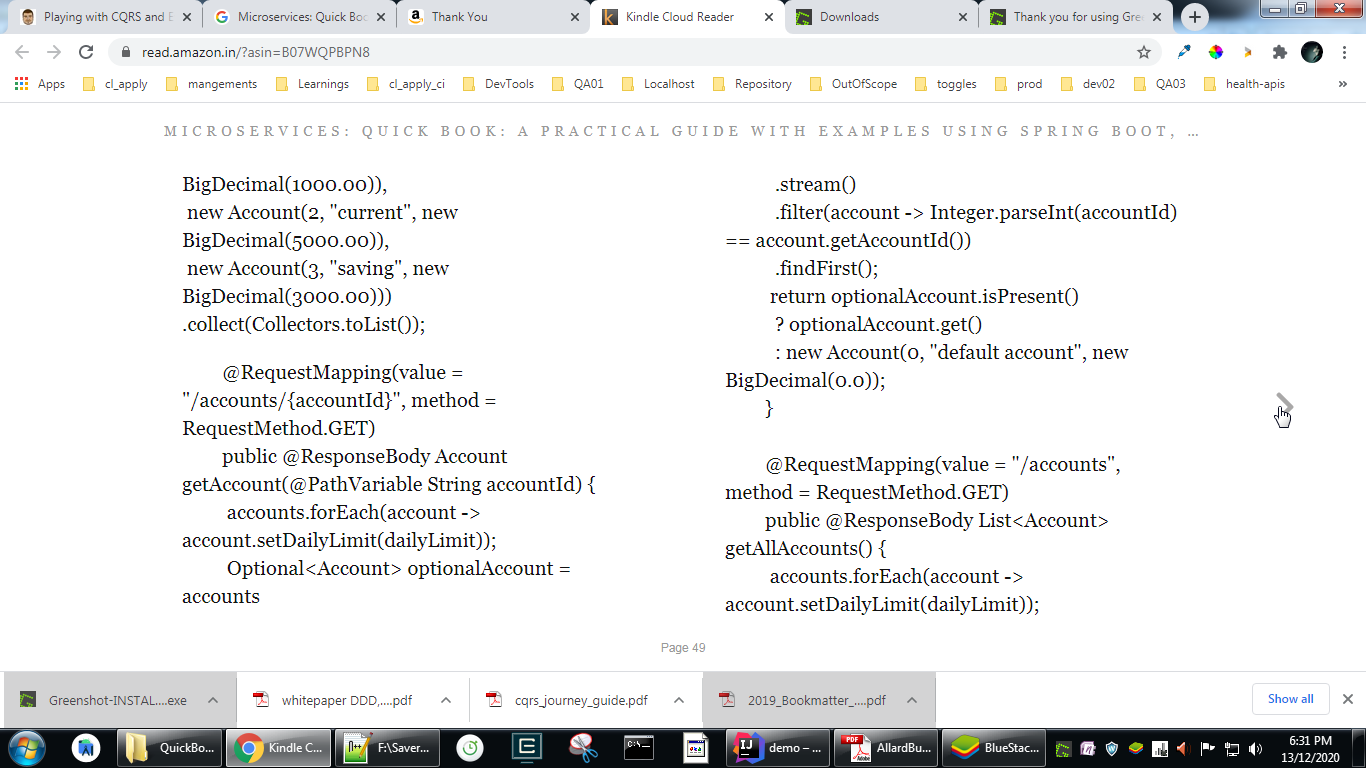 Playing with CQRS and E
Microservices: Quick Boo
Thank You
Kindle Cloud Reader
Downloads
Thank you for using Gre
read.amazon.in/?asin=B07WQPBPN8
Apps
cl_apply
mangements
Learnings
cl_apply_ci
DevTools
QA01
Localhost
Repository
OutOfScope
toggles
prod
dev02
QA03
health-apis
»
MICROSERVICES: QUICK BOOK: A PRACTICAL GUIDE WITH EXAMPLES USING SPRING BOOT, …
BigDecimal(1000.00)),
new Account(2, "current", new
BigDecimal(5000.00)),
new Account(3, "saving", new
BigDecimal(3000.00)))
.collect(Collectors.toList());
@RequestMapping(value =
"/accounts/{accountId}", method =
RequestMethod.GET)
public @ResponseBody Account
getAccount(@PathVariable String accountId) {
accounts.forEach(account ->
account.setDailyLimit(dailyLimit));
Optional<Account> optionalAccount =
accounts
.stream()
.filter(account -> Integer.parseInt(accountId)
== account.getAccountId())
.findFirst();
return optionalAccount.isPresent()
? optionalAccount.get()
: new Account(0, "default account", new
BigDecimal(0.0));
}
@RequestMapping(value = "/accounts",
method = RequestMethod.GET)
public @ResponseBody List<Account>
getAllAccounts() {
accounts.forEach(account ->
account.setDailyLimit(dailyLimit));
Page 49
Greenshot-INSTAL....exe
whitepaper DDD,....pdf
cqrs_journey_guide.pdf
2019_Bookmatter_....pdf
Show all
QuickBo...
Kindle C...
F:\Saver...
demo – ...
AllardBu...
BlueStac...
6:31 PM
13/12/2020